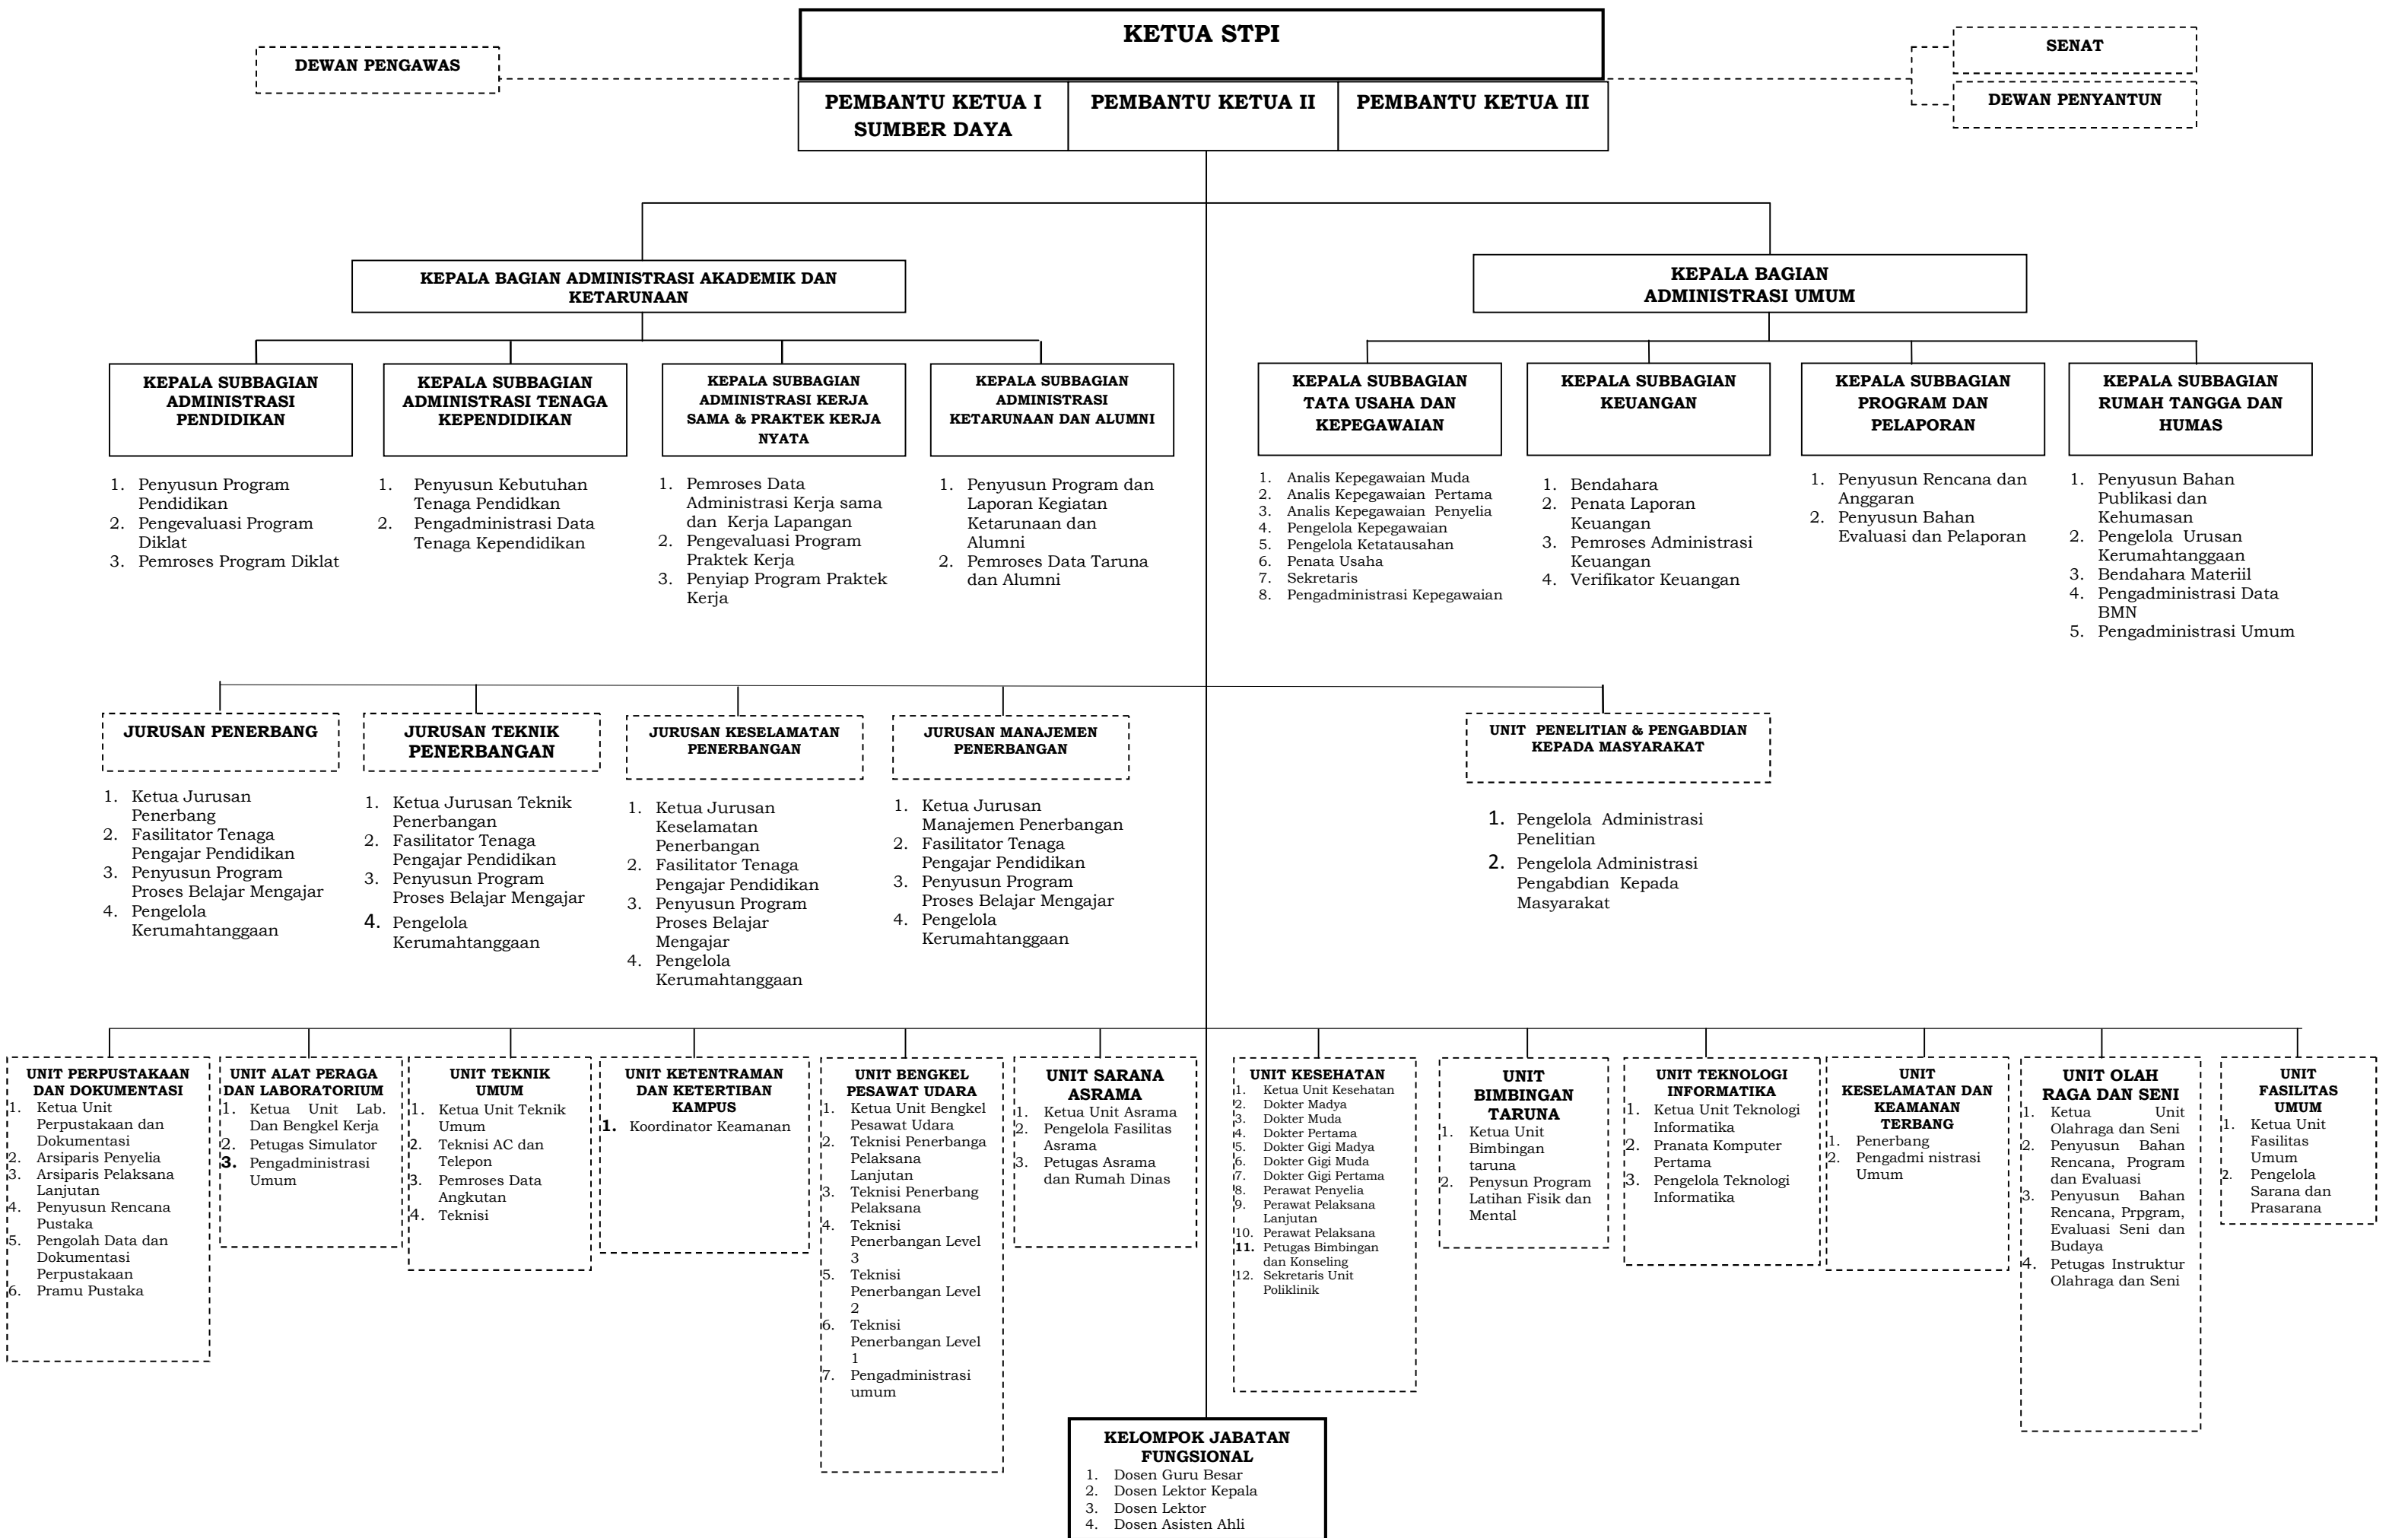 KETUA STPI
DEWAN PENGAWAS
SENAT
DEWAN PENYANTUN
PEMBANTU KETUA I
SUMBER DAYA
PEMBANTU KETUA II
PEMBANTU KETUA III
KEPALA BAGIAN ADMINISTRASI AKADEMIK DAN
KETARUNAAN
KEPALA BAGIAN
ADMINISTRASI UMUM
KEPALA SUBBAGIAN
ADMINISTRASI
PENDIDIKAN
1. Penyusun Program
Pendidikan
2. Pengevaluasi Program
Diklat
3. Pemroses Program Diklat
KEPALA SUBBAGIAN
ADMINISTRASI TENAGA
KEPENDIDIKAN
1. Penyusun Kebutuhan
Tenaga Pendidkan
2. Pengadministrasi Data
Tenaga Kependidikan
KEPALA SUBBAGIAN
ADMINISTRASI KERJA
SAMA & PRAKTEK KERJA
NYATA
1. Pemroses Data
Administrasi Kerja sama
dan Kerja Lapangan
2. Pengevaluasi Program
Praktek Kerja
3. Penyiap Program Praktek
Kerja
KEPALA SUBBAGIAN
ADMINISTRASI
KETARUNAAN DAN ALUMNI
1. Penyusun Program dan
Laporan Kegiatan
Ketarunaan dan
Alumni
2. Pemroses Data Taruna
dan Alumni
KEPALA SUBBAGIAN
TATA USAHA DAN
KEPEGAWAIAN
1. Analis Kepegawaian Muda
2. Analis Kepegawaian Pertama
3. Analis Kepegawaian Penyelia
4. Pengelola Kepegawaian
5. Pengelola Ketatausahan
6. Penata Usaha
7. Sekretaris
8. Pengadministrasi Kepegawaian
KEPALA SUBBAGIAN
KEUANGAN
1. Bendahara
2. Penata Laporan
Keuangan
3. Pemroses Administrasi
Keuangan
4. Verifikator Keuangan
KEPALA SUBBAGIAN
PROGRAM DAN
PELAPORAN
1. Penyusun Rencana dan
Anggaran
2. Penyusun Bahan
Evaluasi dan Pelaporan
KEPALA SUBBAGIAN
RUMAH TANGGA DAN
HUMAS
1. Penyusun Bahan
Publikasi dan
Kehumasan
2. Pengelola Urusan
Kerumahtanggaan
3. Bendahara Materiil
4. Pengadministrasi Data
BMN
5. Pengadministrasi Umum
JURUSAN PENERBANG
1. Ketua Jurusan
Penerbang
2. Fasilitator Tenaga
Pengajar Pendidikan
3. Penyusun Program
Proses Belajar Mengajar
4. Pengelola
Kerumahtanggaan
JURUSAN TEKNIK
PENERBANGAN
1. Ketua Jurusan Teknik
Penerbangan
2. Fasilitator Tenaga
Pengajar Pendidikan
3. Penyusun Program
Proses Belajar Mengajar
4. Pengelola
Kerumahtanggaan
JURUSAN KESELAMATAN
PENERBANGAN
1. Ketua Jurusan
Keselamatan
Penerbangan
2. Fasilitator Tenaga
Pengajar Pendidikan
3. Penyusun Program
Proses Belajar
Mengajar
4. Pengelola
Kerumahtanggaan
JURUSAN MANAJEMEN
PENERBANGAN
1. Ketua Jurusan
Manajemen Penerbangan
2. Fasilitator Tenaga
Pengajar Pendidikan
3. Penyusun Program
Proses Belajar Mengajar
4. Pengelola
Kerumahtanggaan
UNIT PENELITIAN & PENGABDIAN
KEPADA MASYARAKAT
1. Pengelola Administrasi
Penelitian
2. Pengelola Administrasi
Pengabdian Kepada
Masyarakat
UNIT PERPUSTAKAAN
DAN DOKUMENTASI
1. Ketua Unit
Perpustakaan dan
Dokumentasi
2. Arsiparis Penyelia
3. Arsiparis Pelaksana
Lanjutan
4. Penyusun Rencana
Pustaka
5. Pengolah Data dan
Dokumentasi
Perpustakaan
6. Pramu Pustaka
UNIT ALAT PERAGA
DAN LABORATORIUM
1. Ketua Unit Lab.
Dan Bengkel Kerja
2. Petugas Simulator
3. Pengadministrasi
Umum
UNIT TEKNIK
UMUM
1. Ketua Unit Teknik
Umum
2. Teknisi AC dan
Telepon
3. Pemroses Data
Angkutan
4. Teknisi
UNIT KETENTRAMAN
DAN KETERTIBAN
KAMPUS
1. Koordinator Keamanan
UNIT BENGKEL
PESAWAT UDARA
1. Ketua Unit Bengkel
Pesawat Udara
2. Teknisi Penerbanga
Pelaksana
Lanjutan
3. Teknisi Penerbang
Pelaksana
4. Teknisi
Penerbangan Level
3
5. Teknisi
Penerbangan Level
2
6. Teknisi
Penerbangan Level
1
7. Pengadministrasi
umum
UNIT SARANA
ASRAMA
1. Ketua Unit Asrama
2. Pengelola Fasilitas
Asrama
3. Petugas Asrama
dan Rumah Dinas
UNIT KESEHATAN
1. Ketua Unit Kesehatan
2. Dokter Madya
3. Dokter Muda
4. Dokter Pertama
5. Dokter Gigi Madya
6. Dokter Gigi Muda
7. Dokter Gigi Pertama
8. Perawat Penyelia
9. Perawat Pelaksana
Lanjutan
10. Perawat Pelaksana
11. Petugas Bimbingan
dan Konseling
12. Sekretaris Unit
Poliklinik
UNIT
BIMBINGAN
TARUNA
1. Ketua Unit
Bimbingan
taruna
2. Penysun Program
Latihan Fisik dan
Mental
UNIT TEKNOLOGI
INFORMATIKA
1. Ketua Unit Teknologi
Informatika
2. Pranata Komputer
Pertama
3. Pengelola Teknologi
Informatika
UNIT
KESELAMATAN DAN
KEAMANAN
TERBANG
1. Penerbang
2. Pengadmi nistrasi
Umum
UNIT OLAH
RAGA DAN SENI
1. Ketua Unit
Olahraga dan Seni
2. Penyusun Bahan
Rencana, Program
dan Evaluasi
3. Penyusun Bahan
Rencana, Prpgram,
Evaluasi Seni dan
Budaya
4. Petugas Instruktur
Olahraga dan Seni
UNIT
FASILITAS
UMUM
1. Ketua Unit
Fasilitas
Umum
2. Pengelola
Sarana dan
Prasarana
KELOMPOK JABATAN
FUNGSIONAL
1. Dosen Guru Besar
2. Dosen Lektor Kepala
3. Dosen Lektor
4. Dosen Asisten Ahli